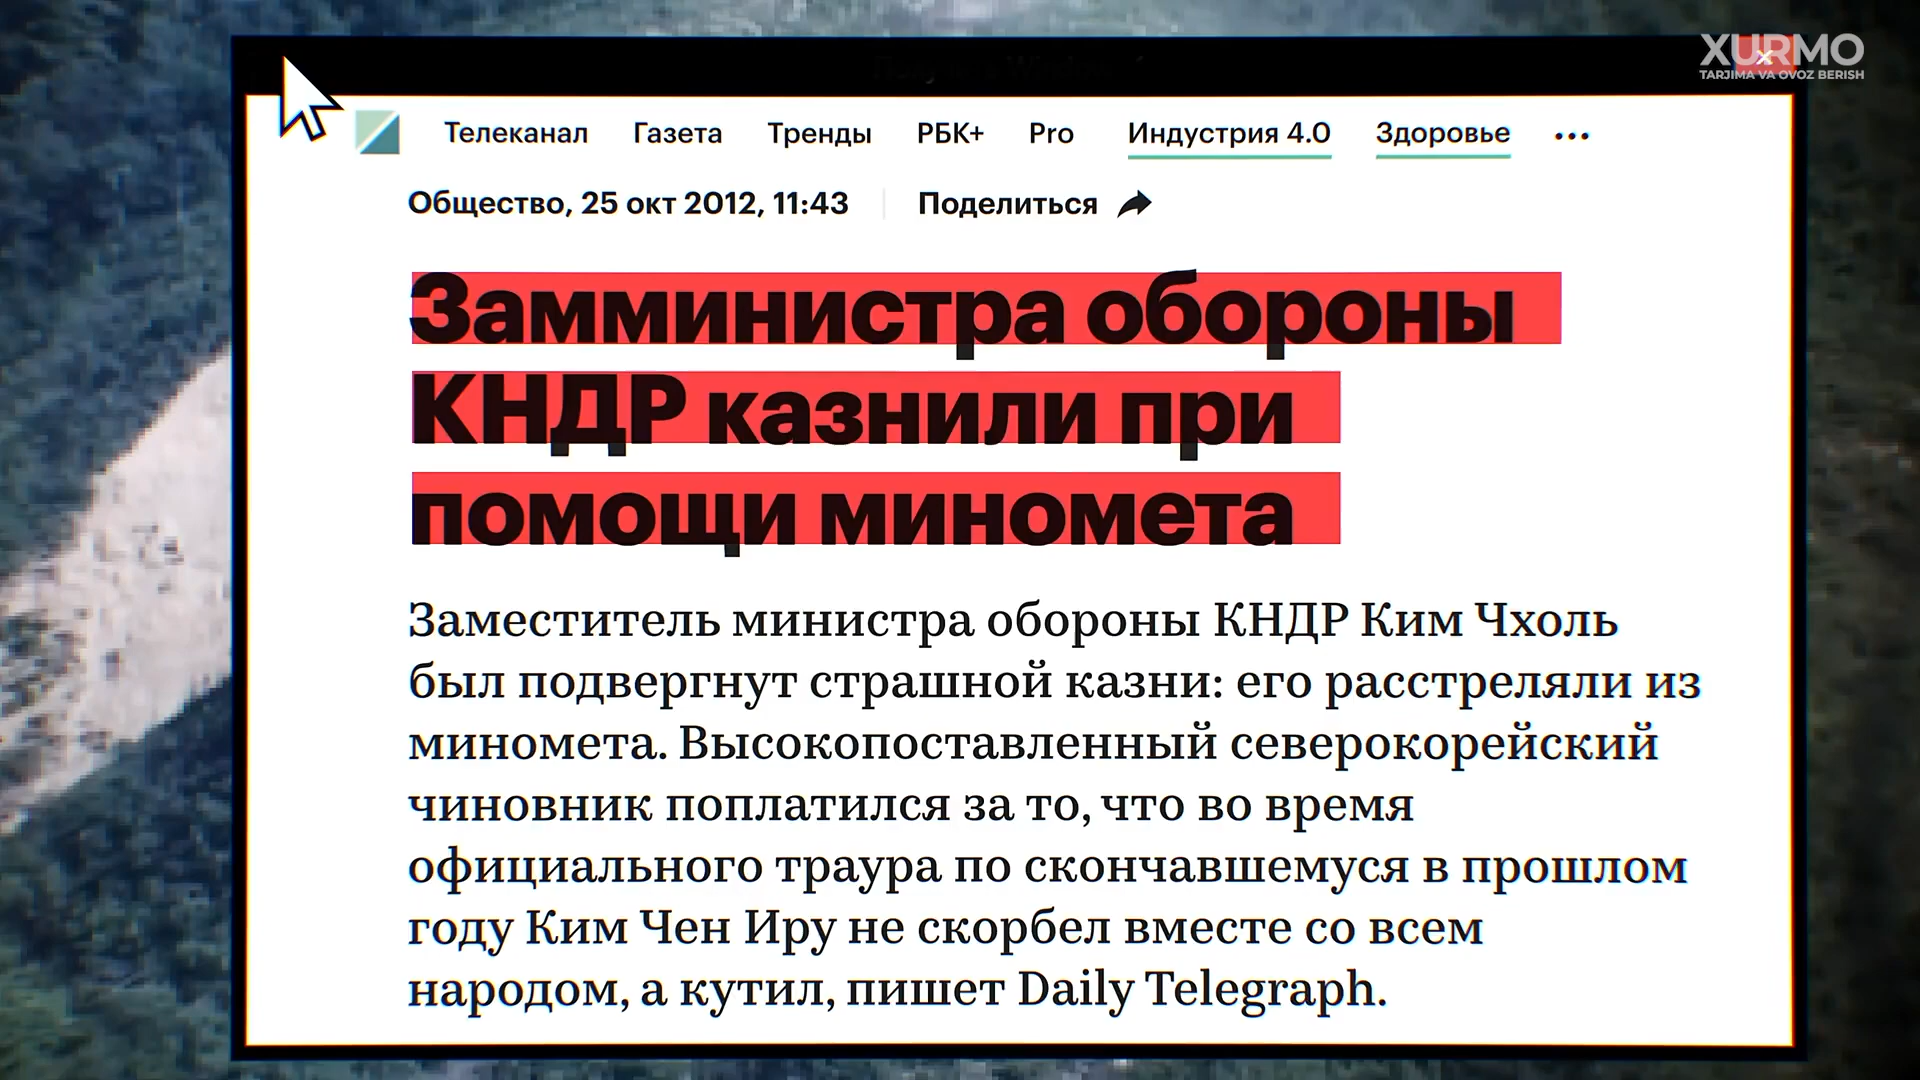 XURMO
TARJIMA VA OVOZ BERISH
Телеканал Газета Тренды РБК+ Pro Индустрия 4.0 Здоровье ...
Общество, 25 окт 2012, 11:43 Поделиться
Замминистра обороны
КНДР казнили при
помощи миномета
Заместитель министра обороны КНДР Ким Чхоль
был подвергнут страшной казни: его расстреляли из
миномета. Высокопоставленный северокорейский
чиновник поплатился за то, что во время
официального траура по скончавшемуся в прошлом
году Ким Чен Иру не скорбел вместе со всем
народом, а кутил, пишет Daily Telegraph.